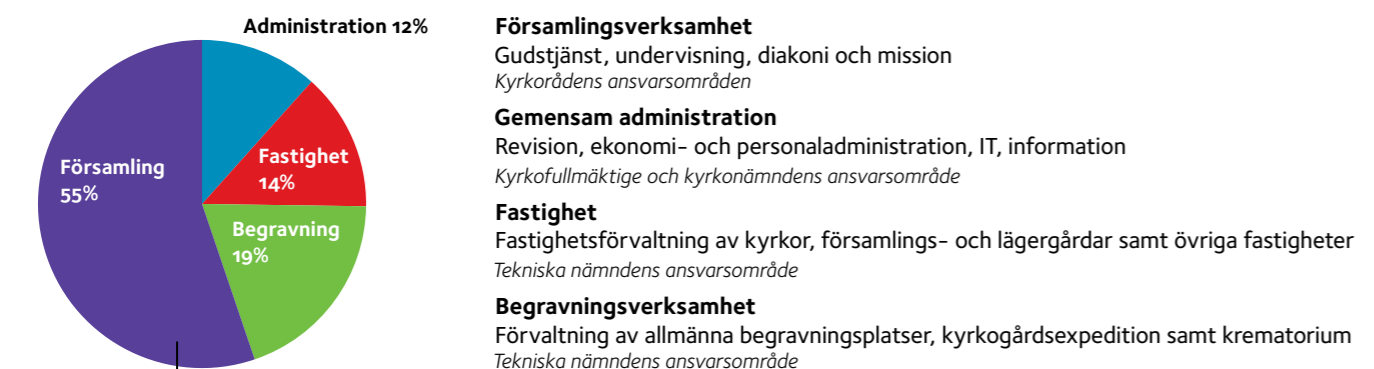 Administration 12%
Församling
55%
Fastighet
14%
Begravning
19%
Församlingsverksamhet
Gudstjänst, undervisning, diakoni och mission
Kyrkorådens ansvarsområden
Gemensam administration
Revision, ekonomi- och personaladministration, IT, information
Kyrkofullmäktige och kyrkonämndens ansvarsområde
Fastighet
Fastighetsförvaltning av kyrkor, församlings- och lägergårdar samt övriga fastigheter
Tekniska nämndens ansvarsområde
Begravningsverksamhet
Förvaltning av allmänna begravningsplatser, kyrkogårdsexpedition samt krematorium
Tekniska nämndens ansvarsområde